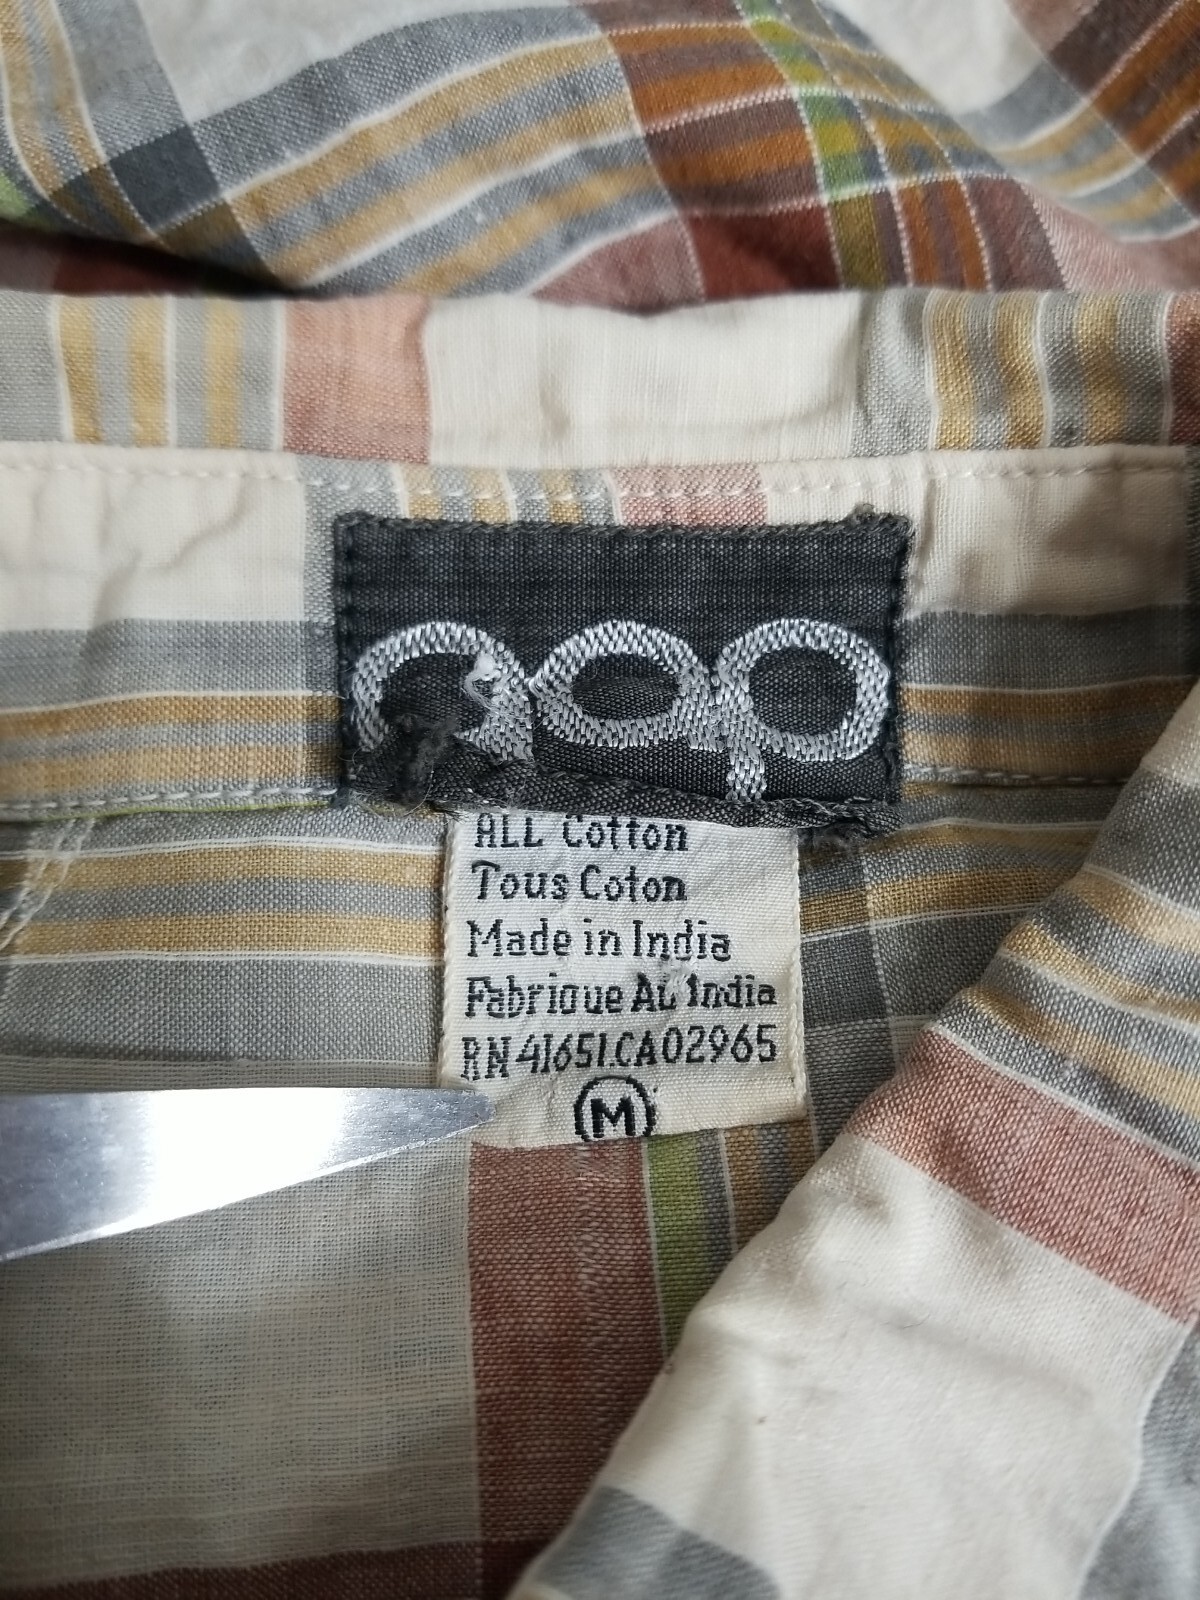 gap
ALL Cotton
Tous Coton
Made in India
Fabrique Au India
RN 41651.CA02965
M